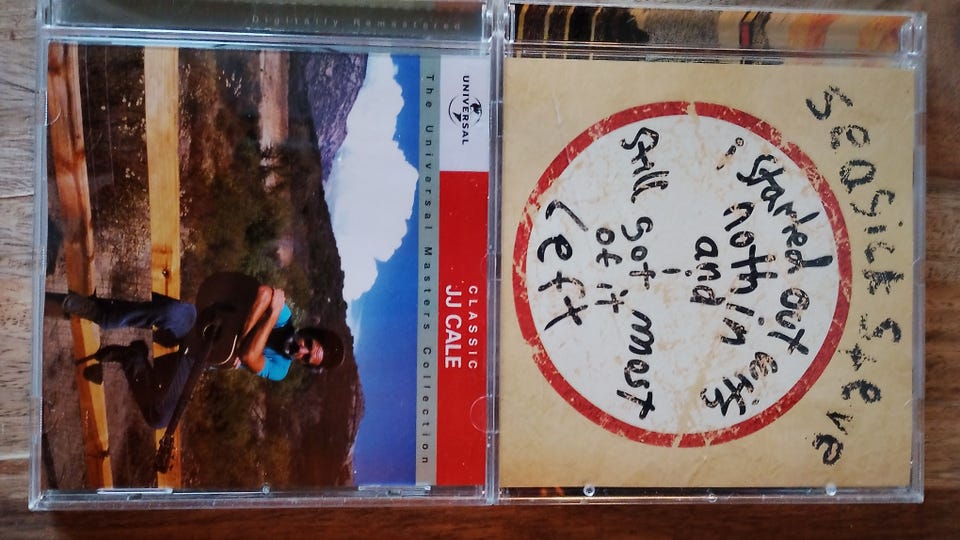 Digitally Remastered
UNIVERSAL
CLASSIC
JJ CALE
The Universal Masters Collection
Seasick Steve
i started out
nothin wits
and
Still got most
of it
Left